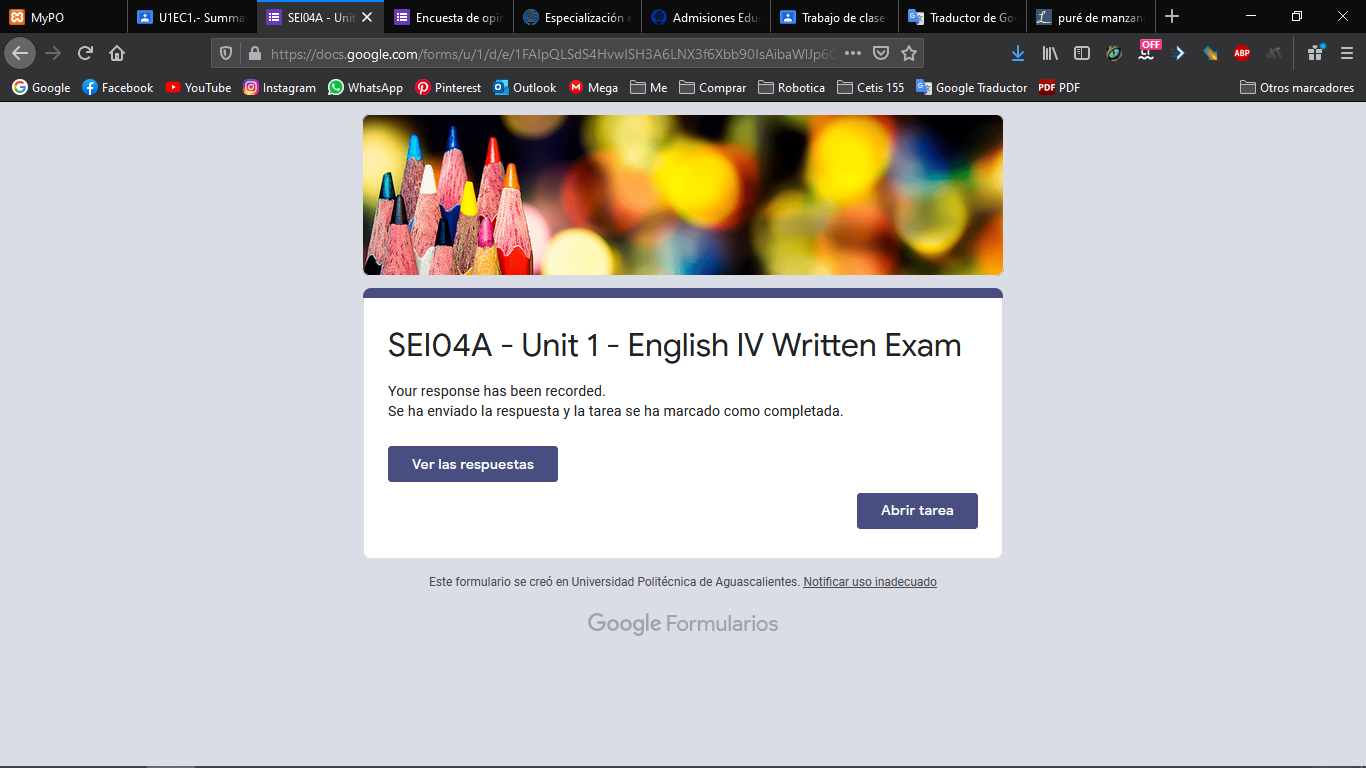 MyPO
U1EC1.- Summa
SEI04A - Unit
Encuesta de opin
Especialización e
Admisiones Edu
Trabajo de clase
Traductor de Go
puré de manzana
https://docs.google.com/forms/u/1/d/e/1FAIpQLSdS4HvwISH3A6LNX3f6Xbb90IsAibaWlJp6C
OFF
ABP
Google
Facebook
YouTube
Instagram
WhatsApp
Pinterest
Outlook
Mega
Me
Comprar
Robotica
Cetis 155
Google Traductor
PDF PDF
Otros marcadores
SEI04A - Unit 1 - English IV Written Exam
Your response has been recorded.
Se ha enviado la respuesta y la tarea se ha marcado como completada.
Ver las respuestas
Abrir tarea
Este formulario se creó en Universidad Politécnica de Aguascalientes. Notificar uso inadecuado
Google Formularios